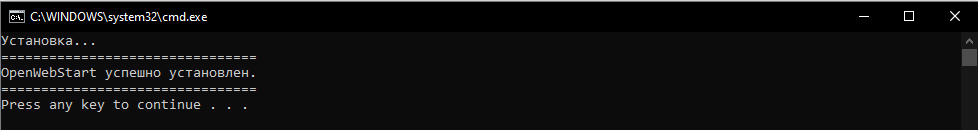 C:\WINDOWS\system32\cmd.exe
Установка...
================================
OpenWebStart успешно установлен.
================================
Press any key to continue . . .